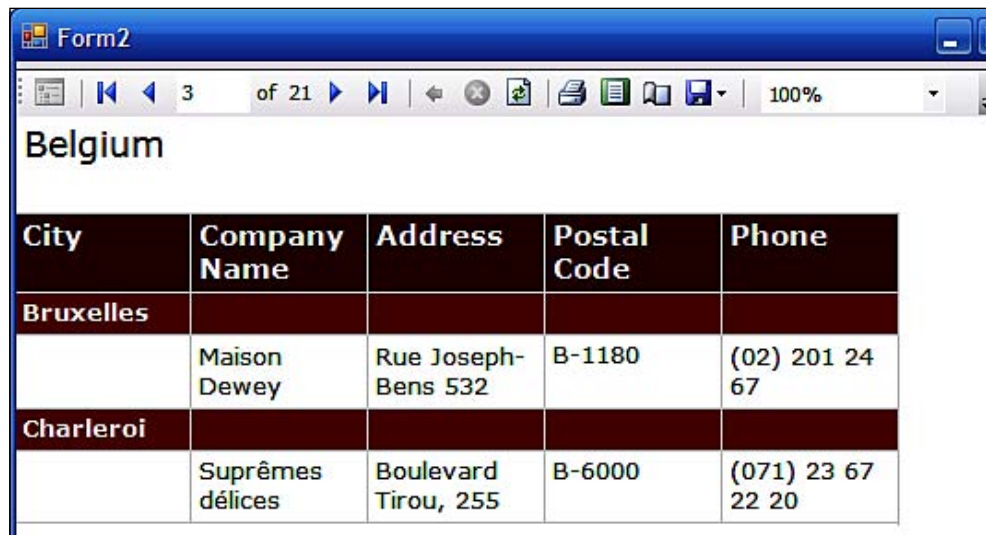 Form2
3 of 21 100%
Belgium
City Company Name Address Postal Code Phone
Bruxelles
Maison Dewey Rue Joseph-Bens 532 B-1180 (02) 201 24 67
Charleroi
Suprêmes délices Boulevard Tirou, 255 B-6000 (071) 23 67 22 20